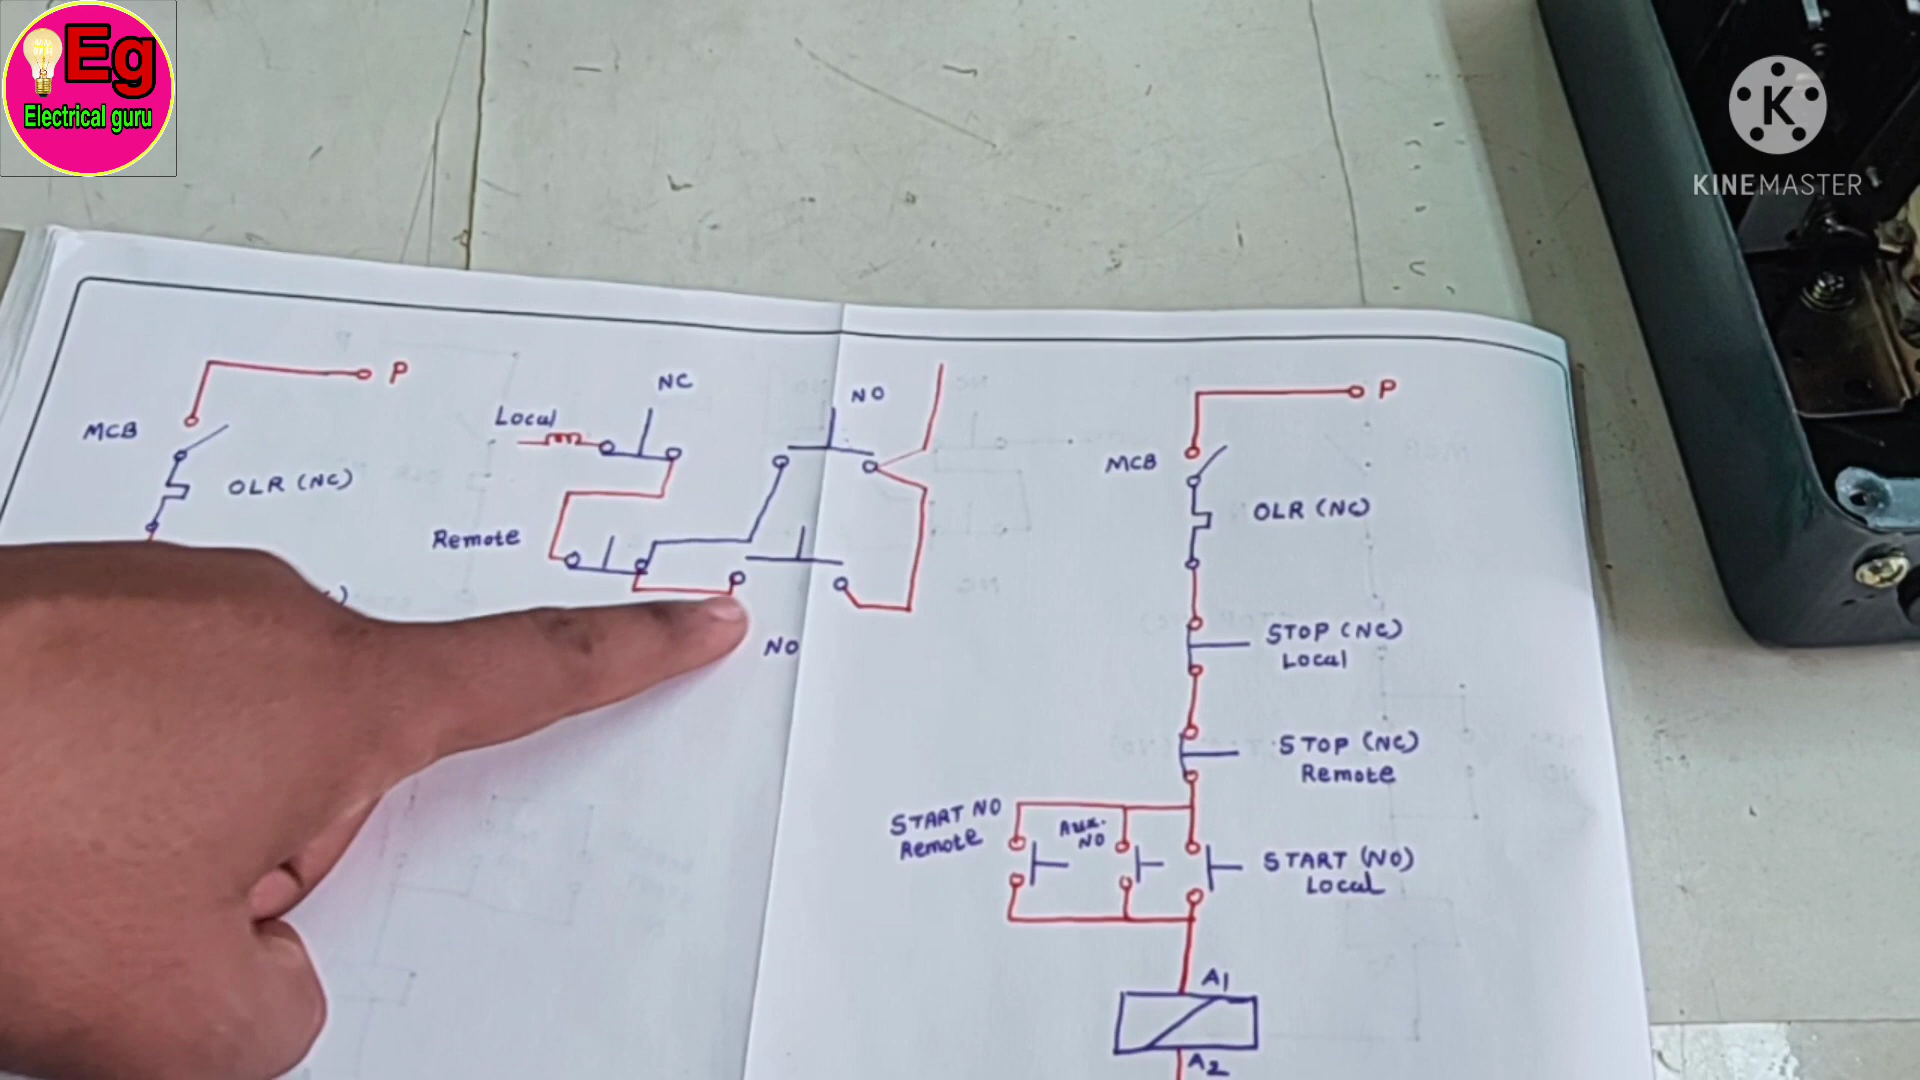 Eg
Electrical guru
K
KINEMASTER
P
MCB
OLR (NC)
Local
NC
NO
Remote
NO
P
MCB
OLR (NC)
STOP (NC)
Local
STOP (NC)
Remote
START NO
Remote
Aux.
NO
START (NO)
Local
A1
A2